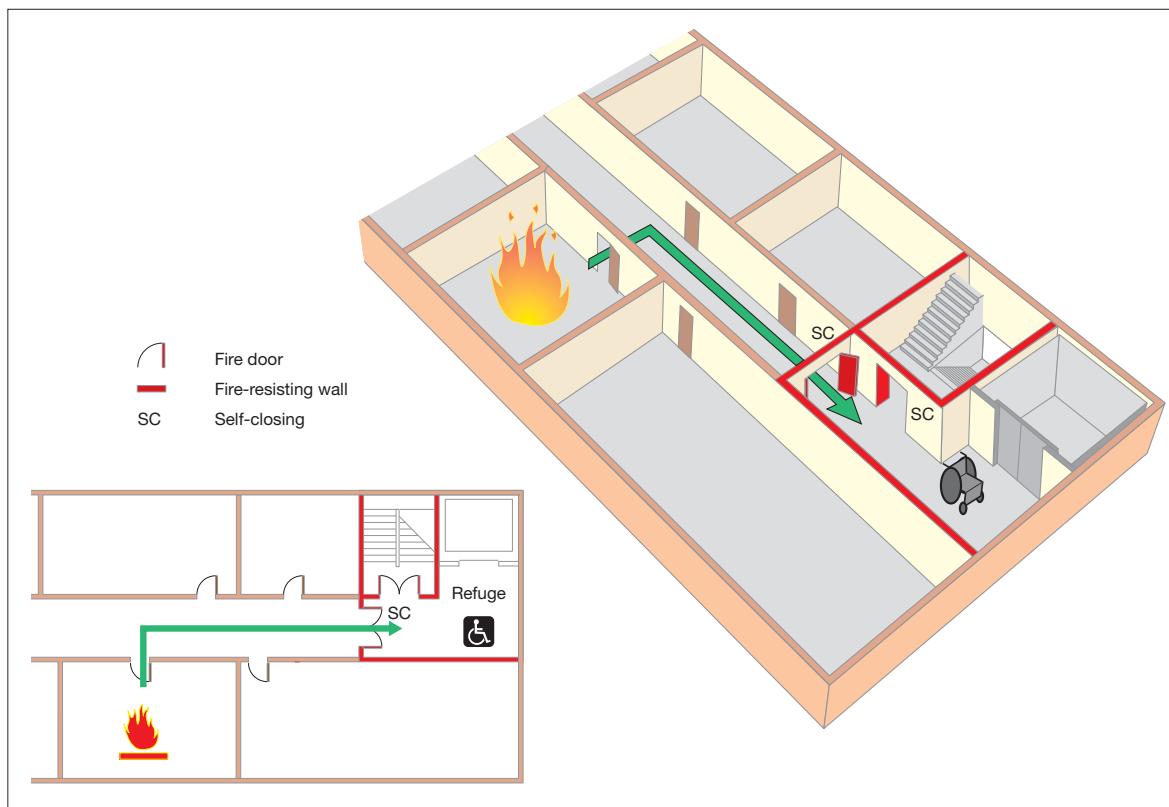 SC
SC
Fire door
Fire-resisting wall
SC
Self-closing
Refuge
SC